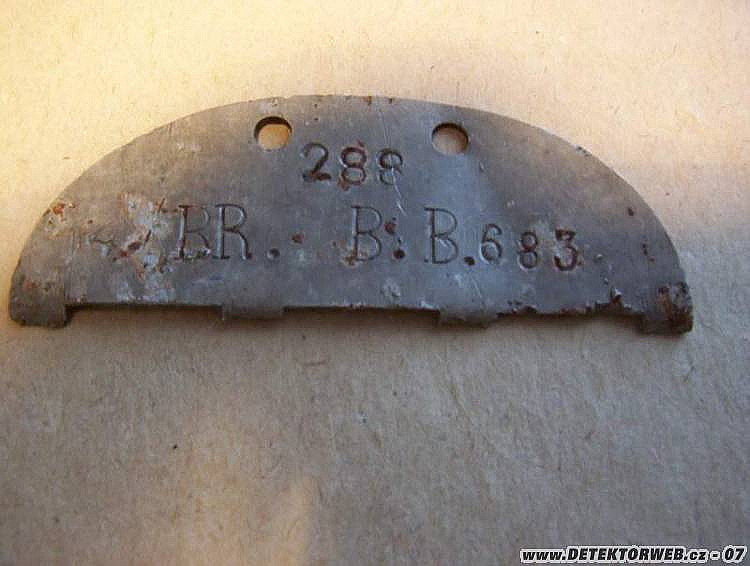 288
BR. B. B. 683
www.DETEKTORWEB.cz - 07